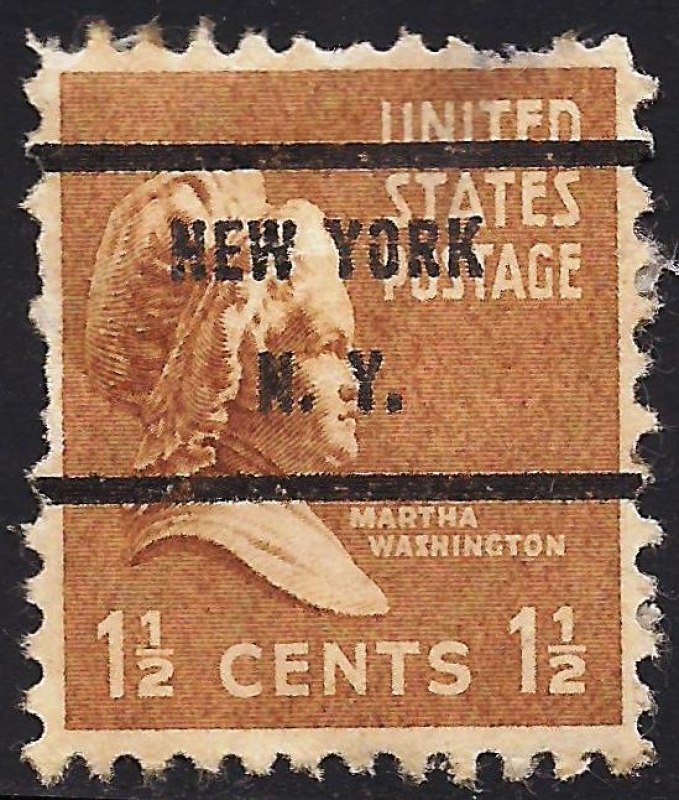 UNITED
STATES
POSTAGE
NEW YORK
N. Y.
MARTHA
WASHINGTON
1½ CENTS 1½